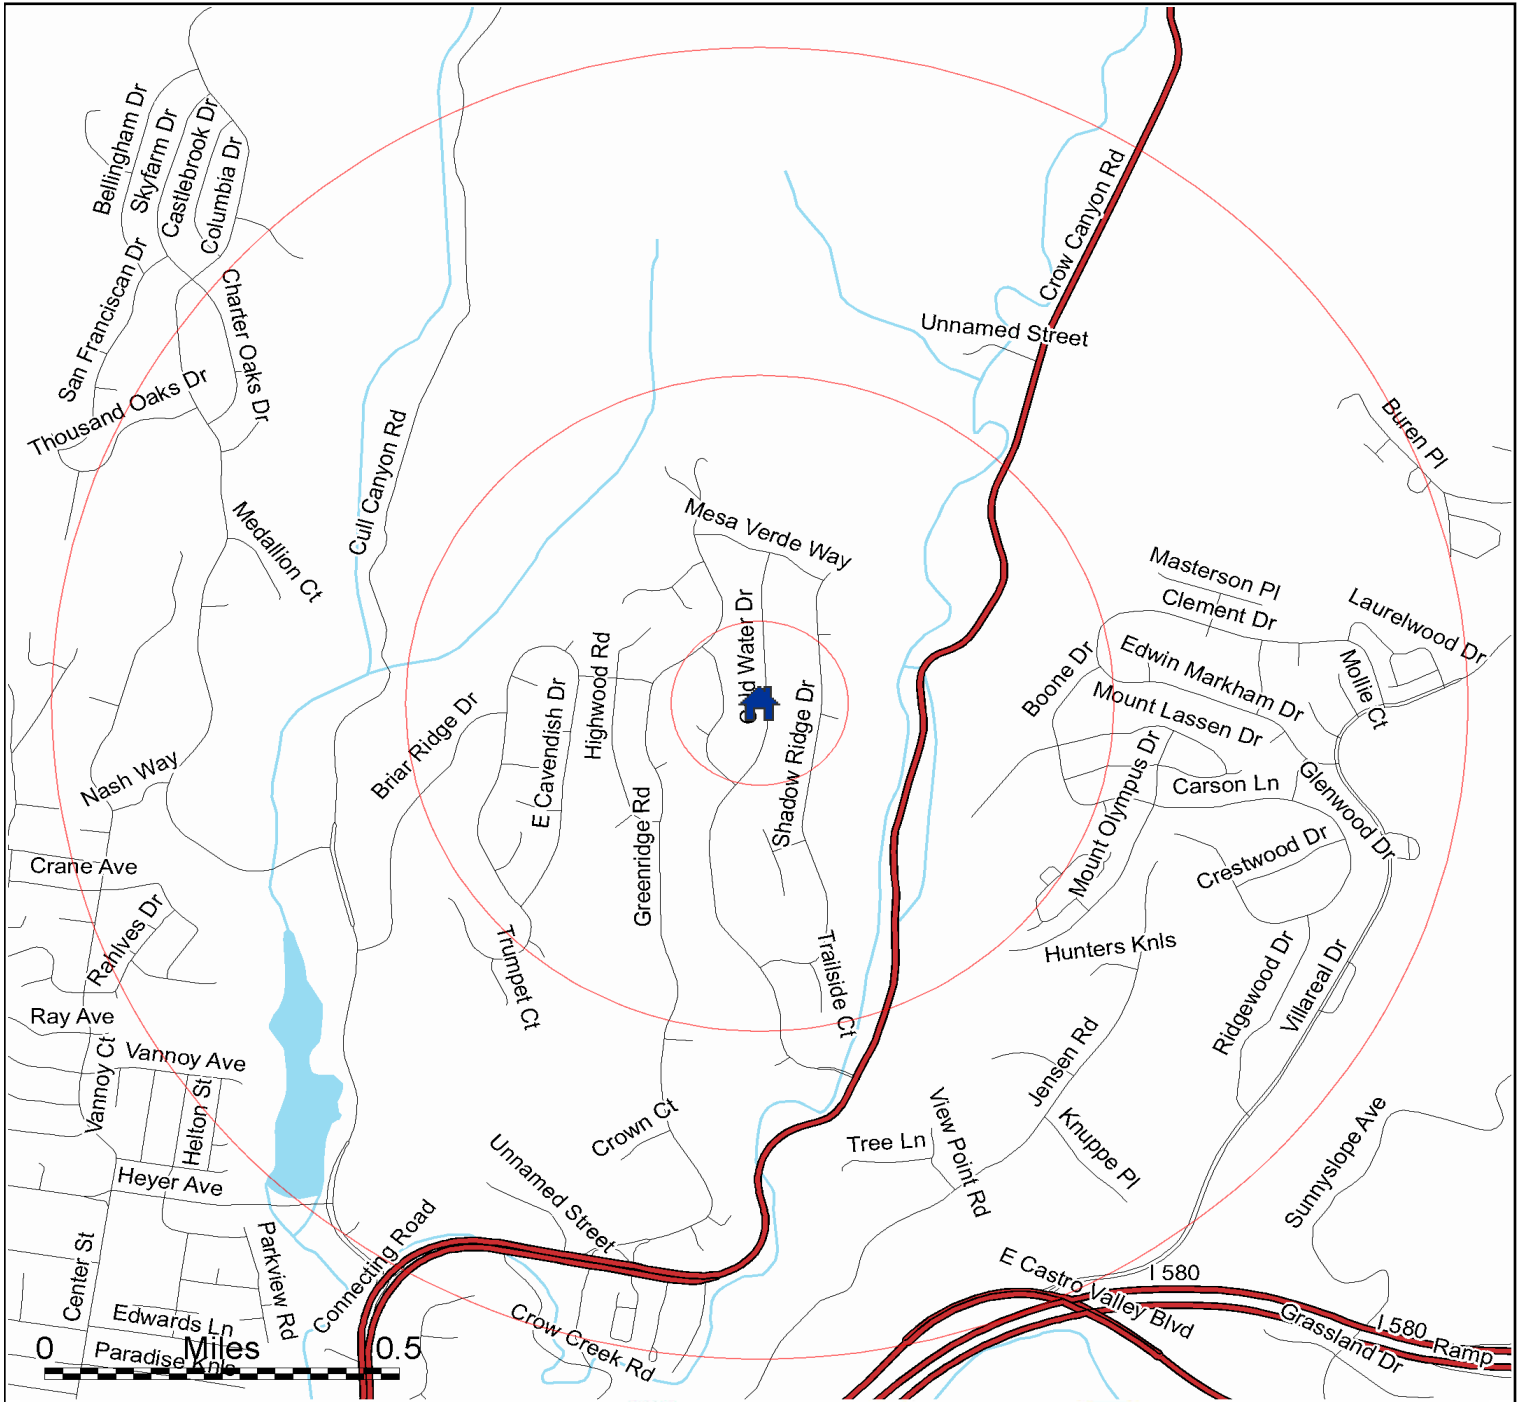 Bellingham Dr
Skyfarm Dr
Castlebrook Dr
Columbia Dr
San Franciscan Dr
Charter Oaks Dr
Thousand Oaks Dr
Crow Canyon Rd
Unnamed Street
Buren Pl
Cull Canyon Rd
Medallion Ct
Mesa Verde Way
Masterson Pl
Clement Dr
Laurelwood Dr
Edwin Markham Dr
Mollie Ct
Boone Dr
Mount Lassen Dr
Cold Water Dr
Highwood Rd
E Cavendish Dr
Briar Ridge Dr
Shadow Ridge Dr
Nash Way
Greenridge Rd
Mount Olympus Dr
Carson Ln
Glenwood Dr
Crestwood Dr
Crane Ave
Rahlves Dr
Trumpet Ct
Trailside Ct
Hunters Knls
Ridgewood Dr
Villareal Dr
Ray Ave
Vannoy Ct
Vannoy Ave
Helton St
Heyer Ave
Crown Ct
Unnamed Street
Tree Ln
View Point Rd
Jensen Rd
Knuppe Pl
Sunnyslope Ave
Center St
Parkview Rd
Connecting Road
Edwards Ln
Paradise Knls
Crow Creek Rd
E Castro Valley Blvd
I 580
Grassland Dr
I 580
Ramp
0 Miles 0.5